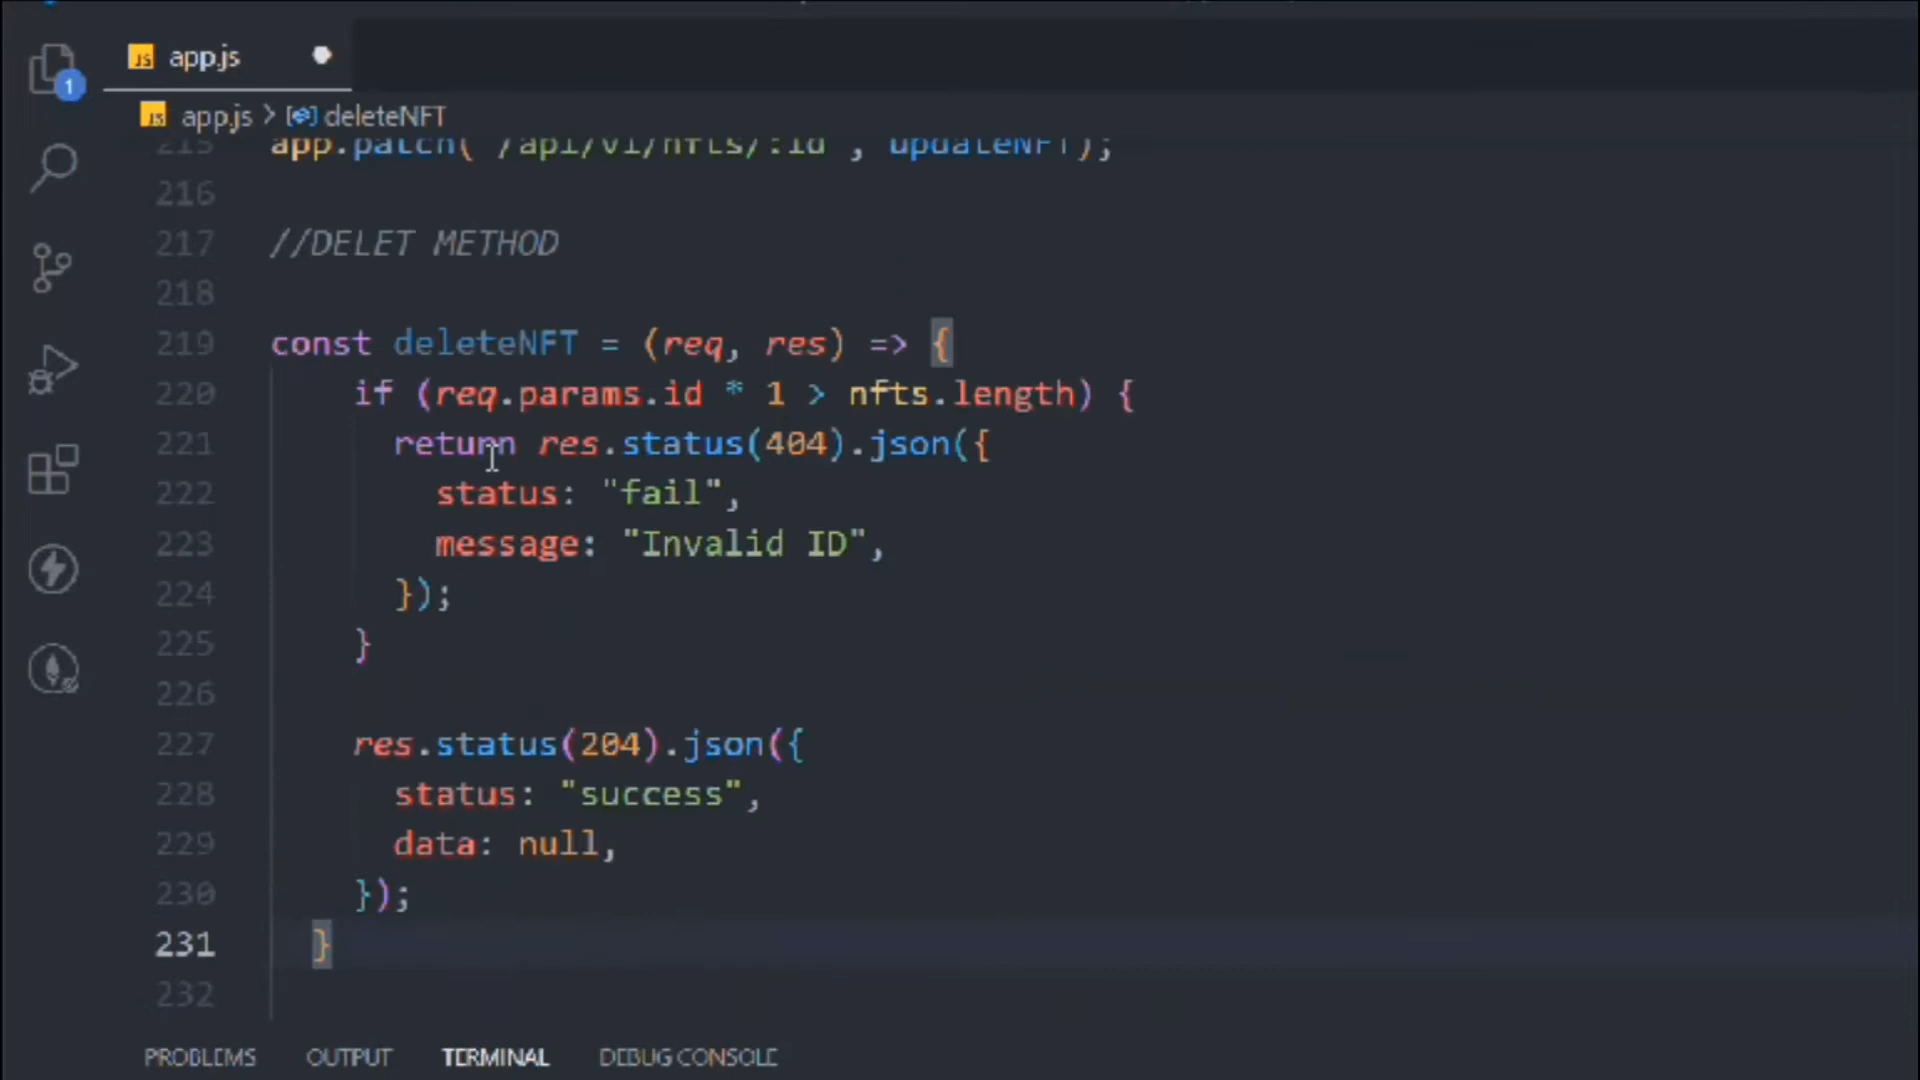 JS app.js
1
JS app.js > deleteNFT
215 app.patch("/api/v1/nfts/:id", updateNFT);
216
217 //DELET METHOD
218
219 const deleteNFT = (req, res) => {
220 if (req.params.id * 1 > nfts.length) {
221 return res.status(404).json({
222 status: "fail",
223 message: "Invalid ID",
224 });
225 }
226
227 res.status(204).json({
228 status: "success",
229 data: null,
230 });
231 }
232
PROBLEMS OUTPUT TERMINAL DEBUG CONSOLE